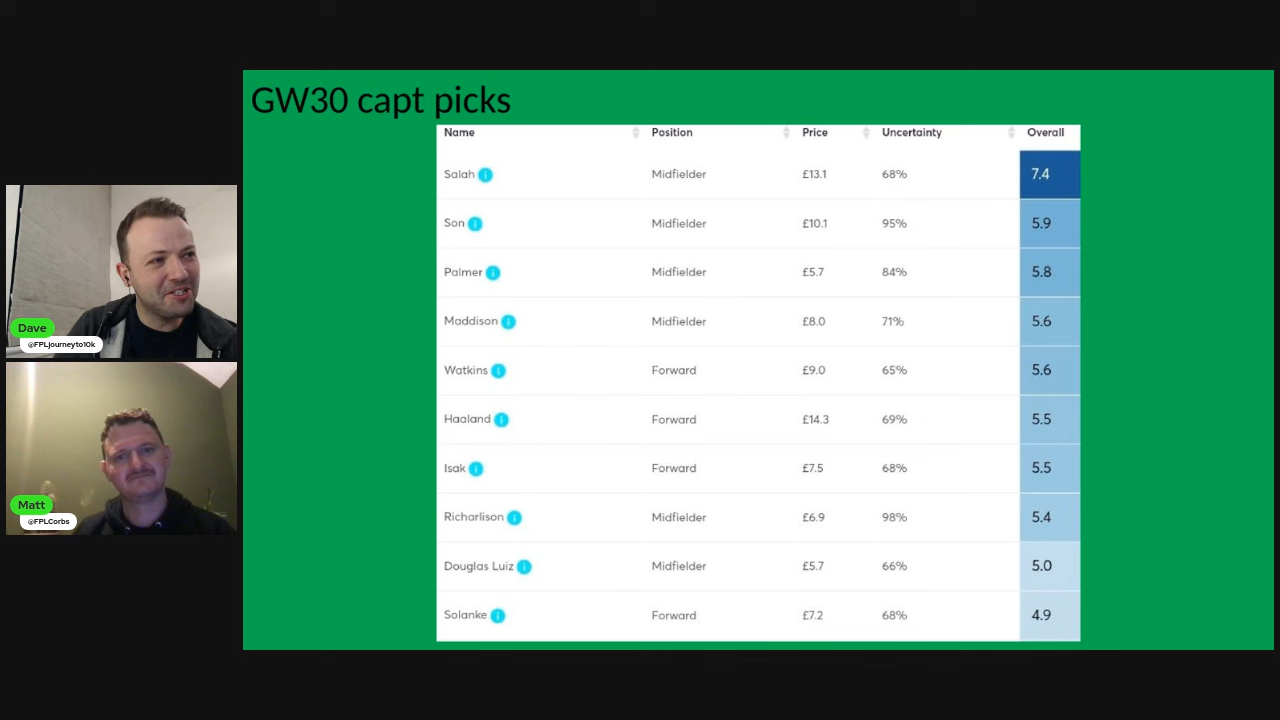 GW30 capt picks
Name Position Price Uncertainty Overall
Salah i Midfielder £13.1 68% 7.4
Son i Midfielder £10.1 95% 5.9
Palmer i Midfielder £5.7 84% 5.8
Maddison i Midfielder £8.0 71% 5.6
Watkins i Forward £9.0 65% 5.6
Haaland i Forward £14.3 69% 5.5
Isak i Forward £7.5 68% 5.5
Richarlison i Midfielder £6.9 98% 5.4
Douglas Luiz i Midfielder £5.7 66% 5.0
Solanke i Forward £7.2 68% 4.9
Dave
@FPLjourneyto10k
Matt
@FPLCorbs